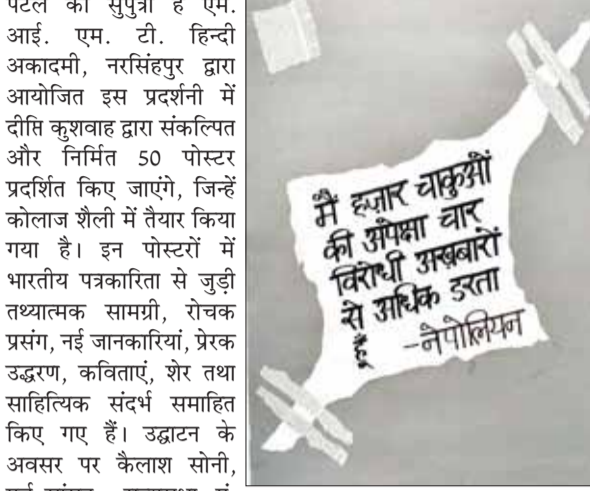 पटेल की सुपुत्री हैं एम.
आई. एम. टी. हिन्दी
अकादमी, नरसिंहपुर द्वारा
आयोजित इस प्रदर्शनी में
दीप्ति कुशवाह द्वारा संकल्पित
और निर्मित 50 पोस्टर
प्रदर्शित किए जाएंगे, जिन्हें
कोलाज शैली में तैयार किया
गया है। इन पोस्टरों में
भारतीय पत्रकारिता से जुड़ी
तथ्यात्मक सामग्री, रोचक
प्रसंग, नई जानकारियां, प्रेरक
उद्धरण, कविताएं, शेर तथा
साहित्यिक संदर्भ समाहित
किए गए हैं। उद्घाटन के
अवसर पर कैलाश सोनी,
मैं हज़ार चाकुओं
की अपेक्षा चार
विरोधी अख़बारों
से अधिक डरता
हूँ
-नेपोलियन